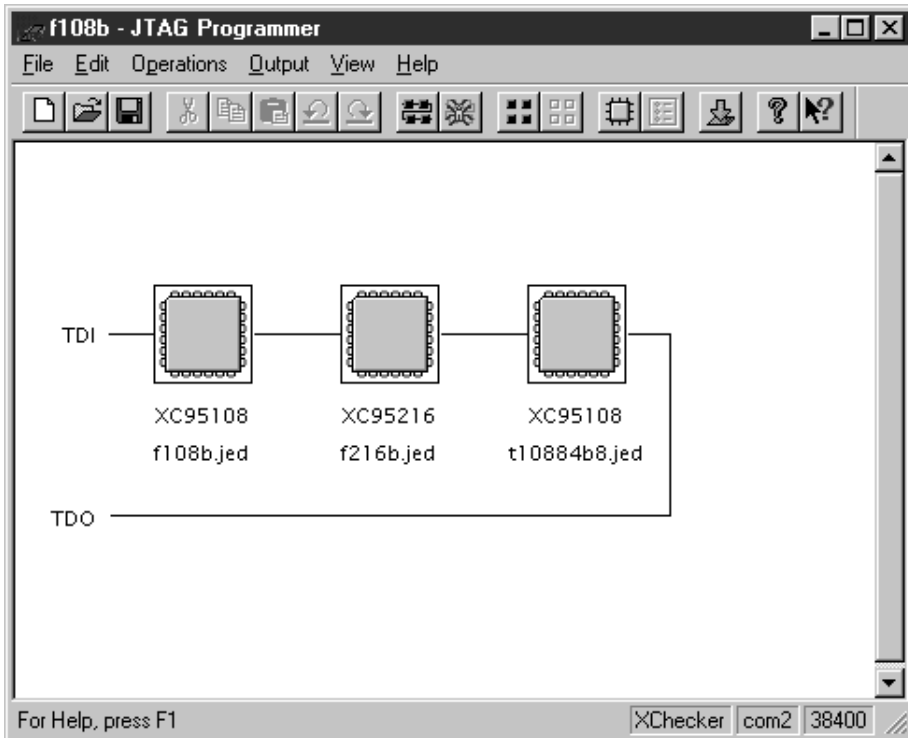 f108b - JTAG Programmer
File Edit Operations Output View Help
TDI
XC95108 XC95216 XC95108
f108b.jed f216b.jed t10884b8.jed
TDO
For Help, press F1 XChecker com2 38400